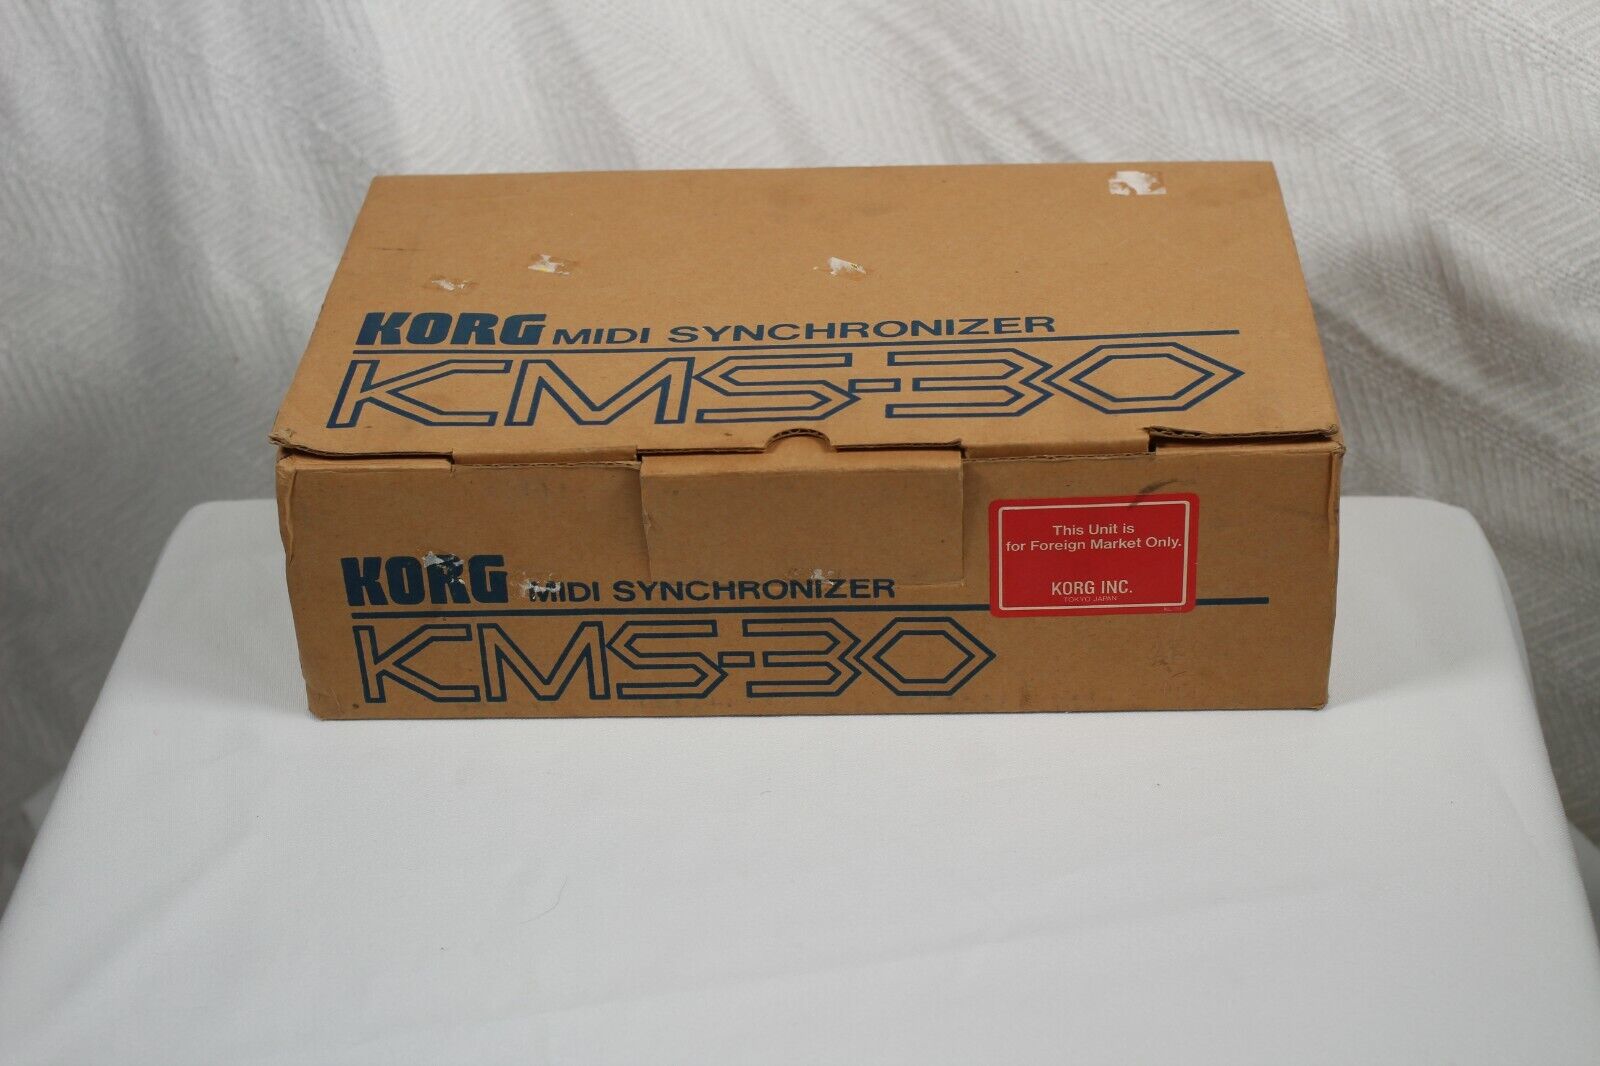 KORG MIDI SYNCHRONIZER
KMS-30
KORG MIDI SYNCHRONIZER
KMS-30
This Unit is
for Foreign Market Only.
KORG INC.
TOKYO JAPAN